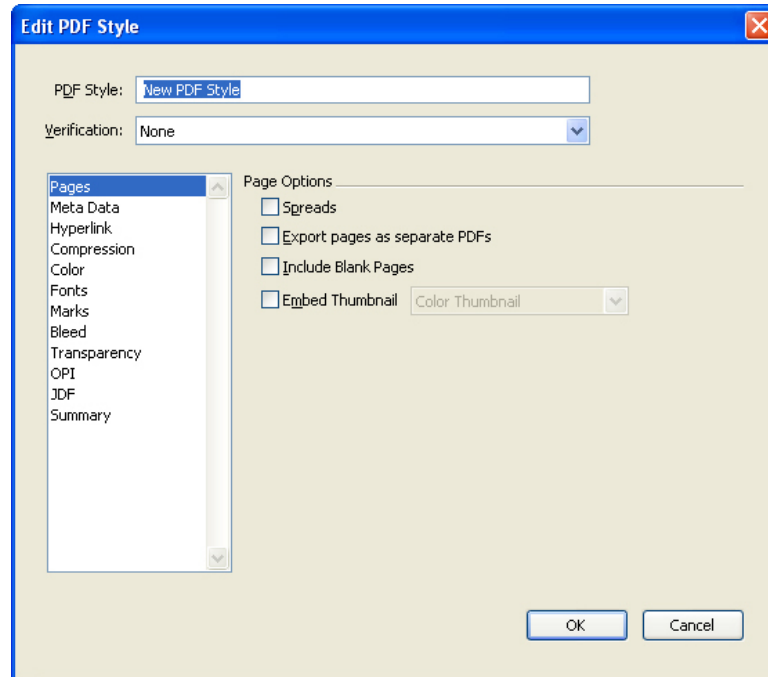 Edit PDF Style
PDF Style: New PDF Style
Verification: None
Pages
Meta Data
Hyperlink
Compression
Color
Fonts
Marks
Bleed
Transparency
OPI
JDF
Summary
Page Options
Spreads
Export pages as separate PDFs
Include Blank Pages
Embed Thumbnail Color Thumbnail
OK Cancel